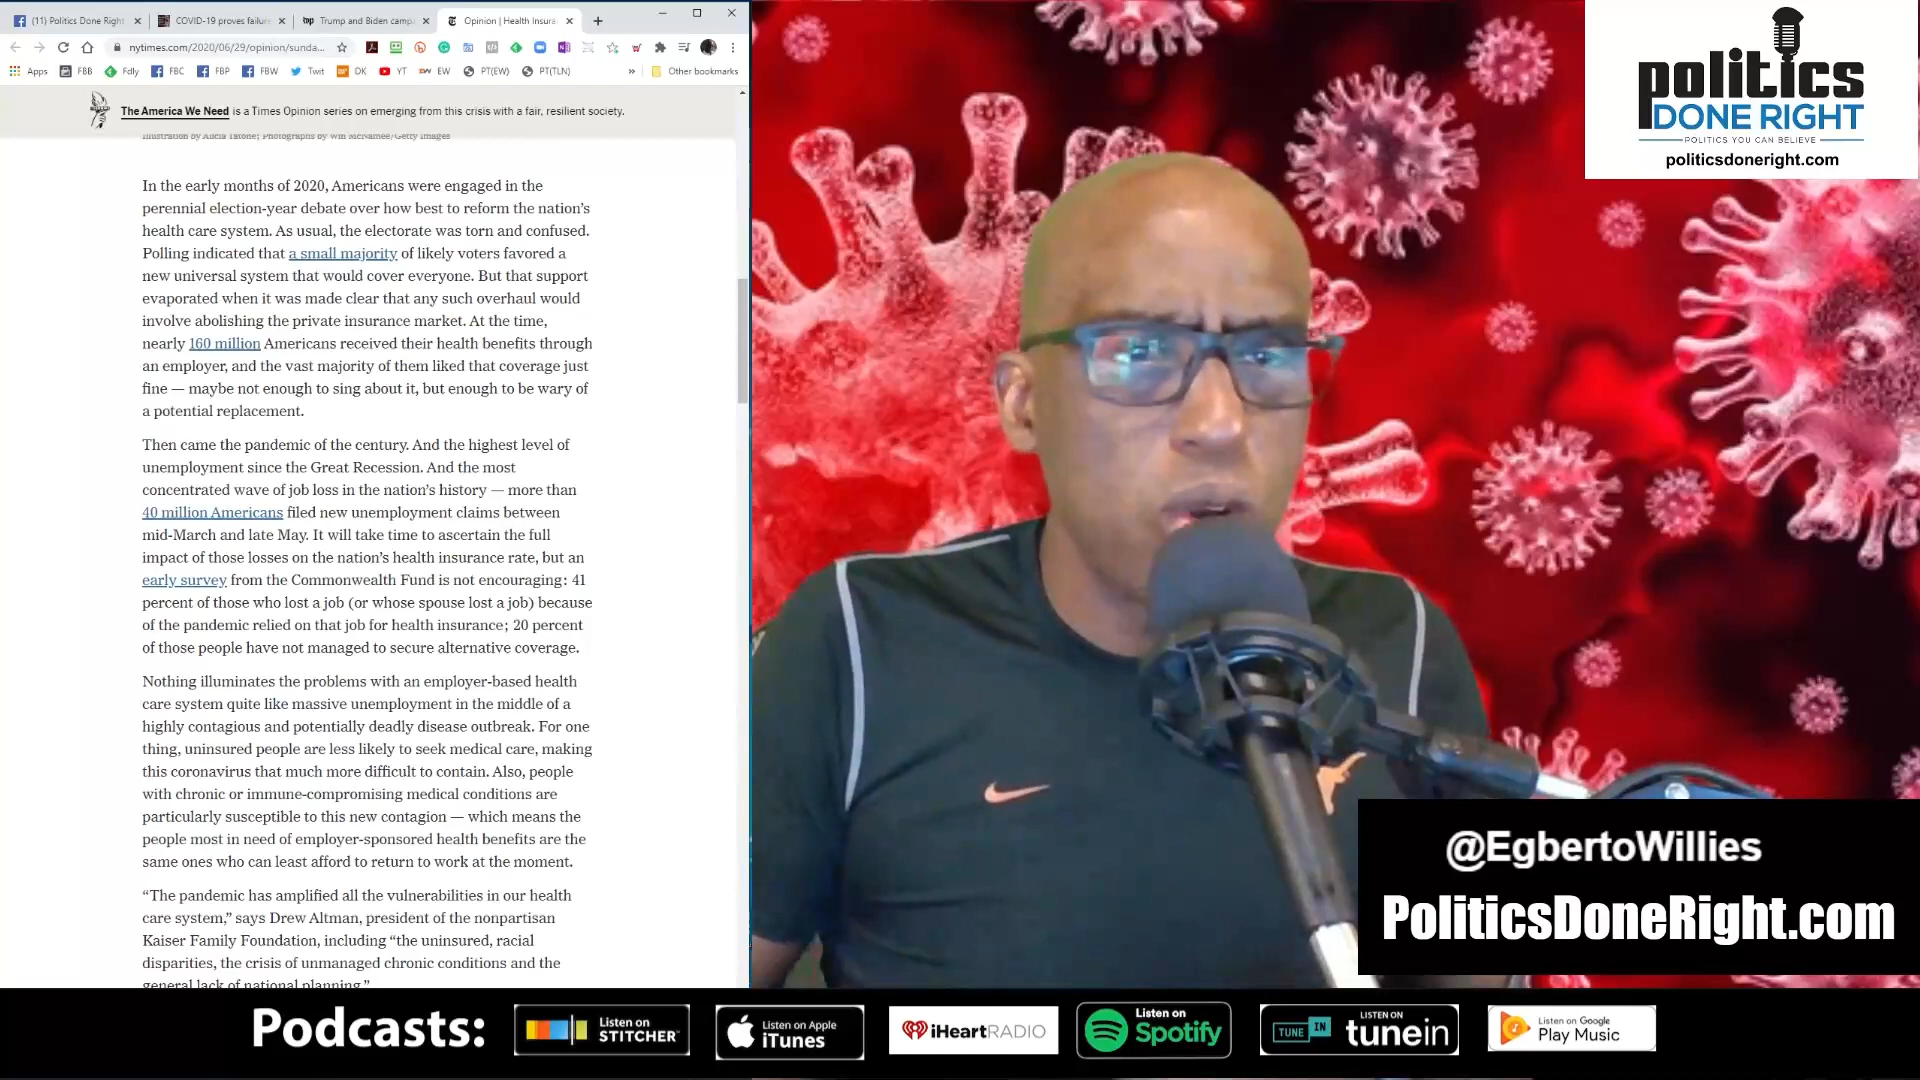 (11) Politics Done Right
COVID-19 proves failure
Trump and Biden camp
Opinion | Health Insura
nytimes.com/2020/06/29/opinion/sunda...
Apps
FBB
Fdly
FBC
FBP
FBW
Twit
DK
YT
EW
PT(EW)
PT(TLN)
»
Other bookmarks
The America We Need is a Times Opinion series on emerging from this crisis with a fair, resilient society.
Illustration by Alicia Tatone; Photographs by Win McNamee/Getty Images
In the early months of 2020, Americans were engaged in the
perennial election-year debate over how best to reform the nation’s
health care system. As usual, the electorate was torn and confused.
Polling indicated that a small majority of likely voters favored a
new universal system that would cover everyone. But that support
evaporated when it was made clear that any such overhaul would
involve abolishing the private insurance market. At the time,
nearly 160 million Americans received their health benefits through
an employer, and the vast majority of them liked that coverage just
fine — maybe not enough to sing about it, but enough to be wary of
a potential replacement.
Then came the pandemic of the century. And the highest level of
unemployment since the Great Recession. And the most
concentrated wave of job loss in the nation’s history — more than
40 million Americans filed new unemployment claims between
mid-March and late May. It will take time to ascertain the full
impact of those losses on the nation’s health insurance rate, but an
early survey from the Commonwealth Fund is not encouraging: 41
percent of those who lost a job (or whose spouse lost a job) because
of the pandemic relied on that job for health insurance; 20 percent
of those people have not managed to secure alternative coverage.
Nothing illuminates the problems with an employer-based health
care system quite like massive unemployment in the middle of a
highly contagious and potentially deadly disease outbreak. For one
thing, uninsured people are less likely to seek medical care, making
this coronavirus that much more difficult to contain. Also, people
with chronic or immune-compromising medical conditions are
particularly susceptible to this new contagion — which means the
people most in need of employer-sponsored health benefits are the
same ones who can least afford to return to work at the moment.
“The pandemic has amplified all the vulnerabilities in our health
care system,” says Drew Altman, president of the nonpartisan
Kaiser Family Foundation, including “the uninsured, racial
disparities, the crisis of unmanaged chronic conditions and the
general lack of national planning.”
politics
DONE RIGHT
POLITICS YOU CAN BELIEVE
politicsdoneright.com
@EgbertoWillies
PoliticsDoneRight.com
Podcasts:
Listen on
STITCHER
Listen on Apple
iTunes
iHeartRADIO
Listen on
Spotify
TUNE IN
LISTEN ON
tunein
Listen on Google
Play Music